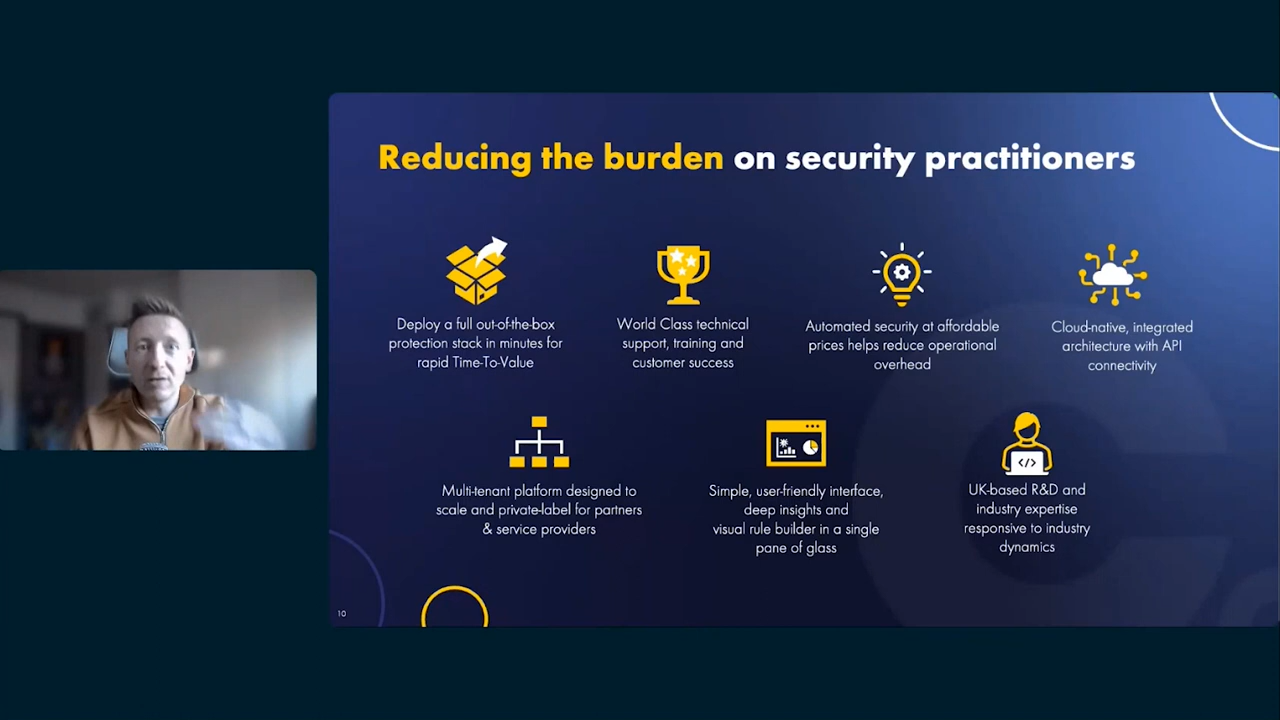 Reducing the burden on security practitioners
Deploy a full out-of-the-box
protection stack in minutes for
rapid Time-To-Value
World Class technical
support, training and
customer success
Automated security at affordable
prices helps reduce operational
overhead
Cloud-native, integrated
architecture with API
connectivity
Multi-tenant platform designed to
scale and private-label for partners
& service providers
Simple, user-friendly interface,
deep insights and
visual rule builder in a single
pane of glass
</>
UK-based R&D and
industry expertise
responsive to industry
dynamics
10